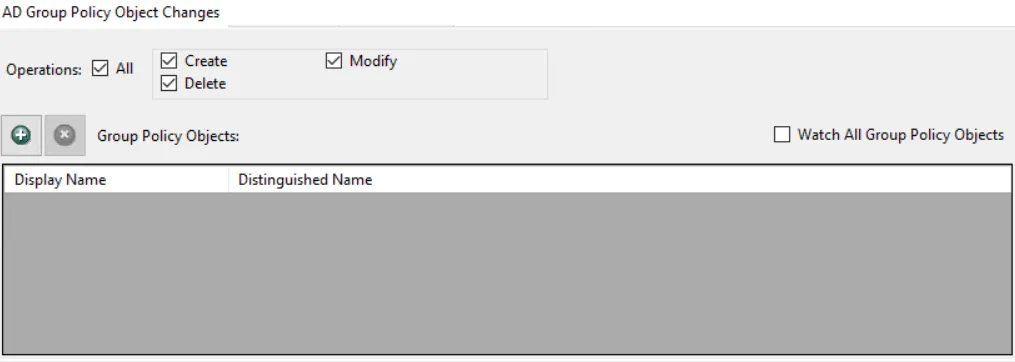 AD Group Policy Object Changes
Operations: All Create Modify
Delete
Group Policy Objects: Watch All Group Policy Objects
Display Name Distinguished Name